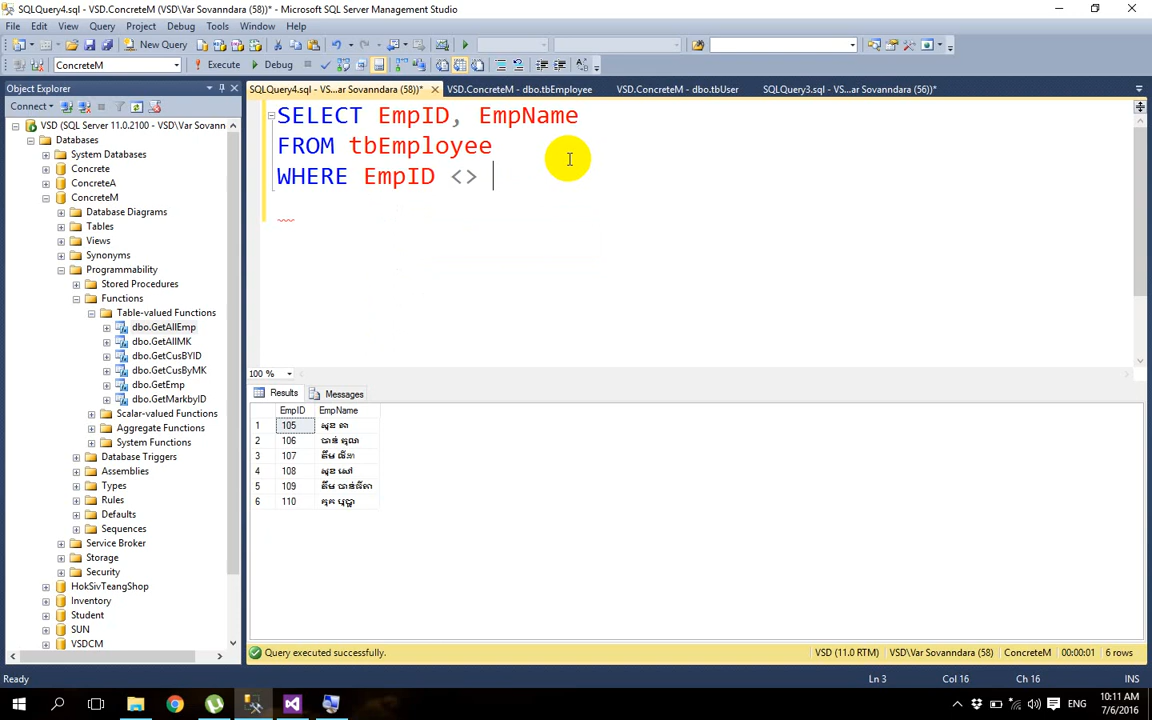 SQLQuery4.sql - VSD.ConcreteM (VSD\Var Sovanndara (58))* - Microsoft SQL Server Management Studio
File Edit View Query Project Debug Tools Window Help
New Query
ConcreteM Execute Debug
Object Explorer
SQLQuery4.sql - VS...ar Sovanndara (58))* VSD.ConcreteM - dbo.tbEmployee VSD.ConcreteM - dbo.tbUser SQLQuery3.sql - VS...ar Sovanndara (56))*
Connect
VSD (SQL Server 11.0.2100 - VSD\Var Sovann
Databases
System Databases
Concrete
ConcreteA
ConcreteM
Database Diagrams
Tables
Views
Synonyms
Programmability
Stored Procedures
Functions
Table-valued Functions
dbo.GetAllEmp
dbo.GetAllMK
dbo.GetCusBYID
dbo.GetCusByMK
dbo.GetEmp
dbo.GetMarkbyID
Scalar-valued Functions
Aggregate Functions
System Functions
Database Triggers
Assemblies
Types
Rules
Defaults
Sequences
Service Broker
Storage
Security
HokSivTeangShop
Inventory
Student
SUN
VSDCM
SELECT EmpID, EmpName
FROM tbEmployee
WHERE EmpID <>
100 %
Results Messages
EmpID EmpName
1 105 សុខ
2 106
3 107
4 108 សុខ សៅ
5 109
6 110
Query executed successfully. VSD (11.0 RTM) VSD\Var Sovanndara (58) ConcreteM 00:00:01 6 rows
Ready Ln 3 Col 16 Ch 16 INS
ENG 10:11 AM
7/6/2016